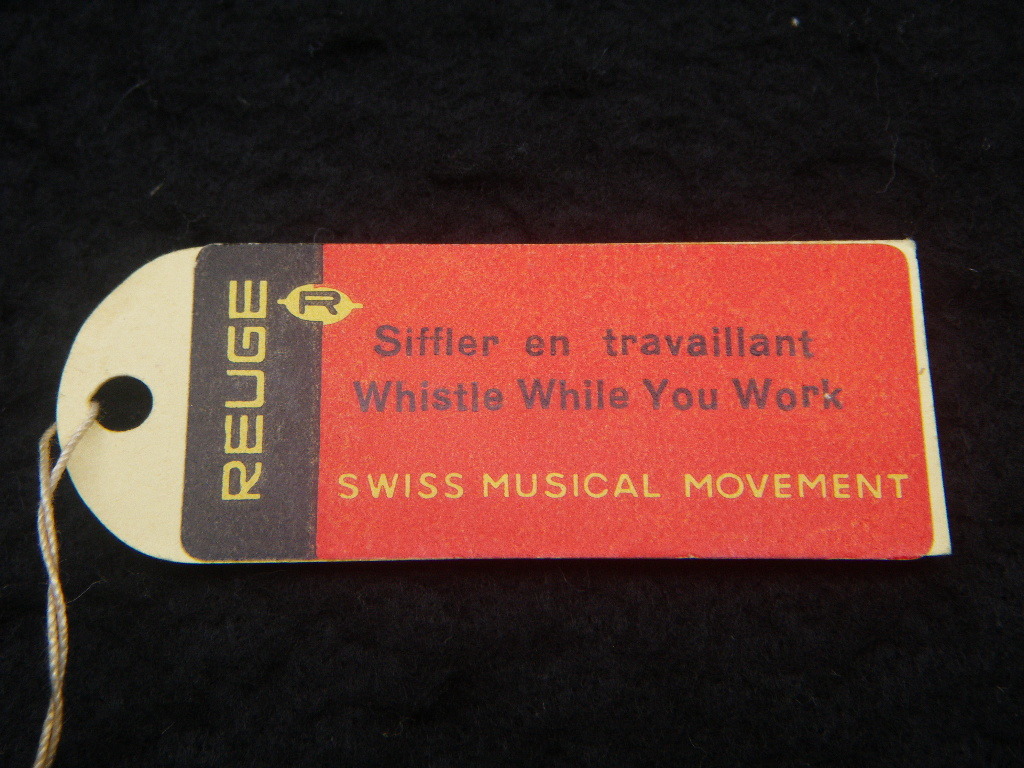 REUGE
R
Siffler en travaillant
Whistle While You Work
SWISS MUSICAL MOVEMENT